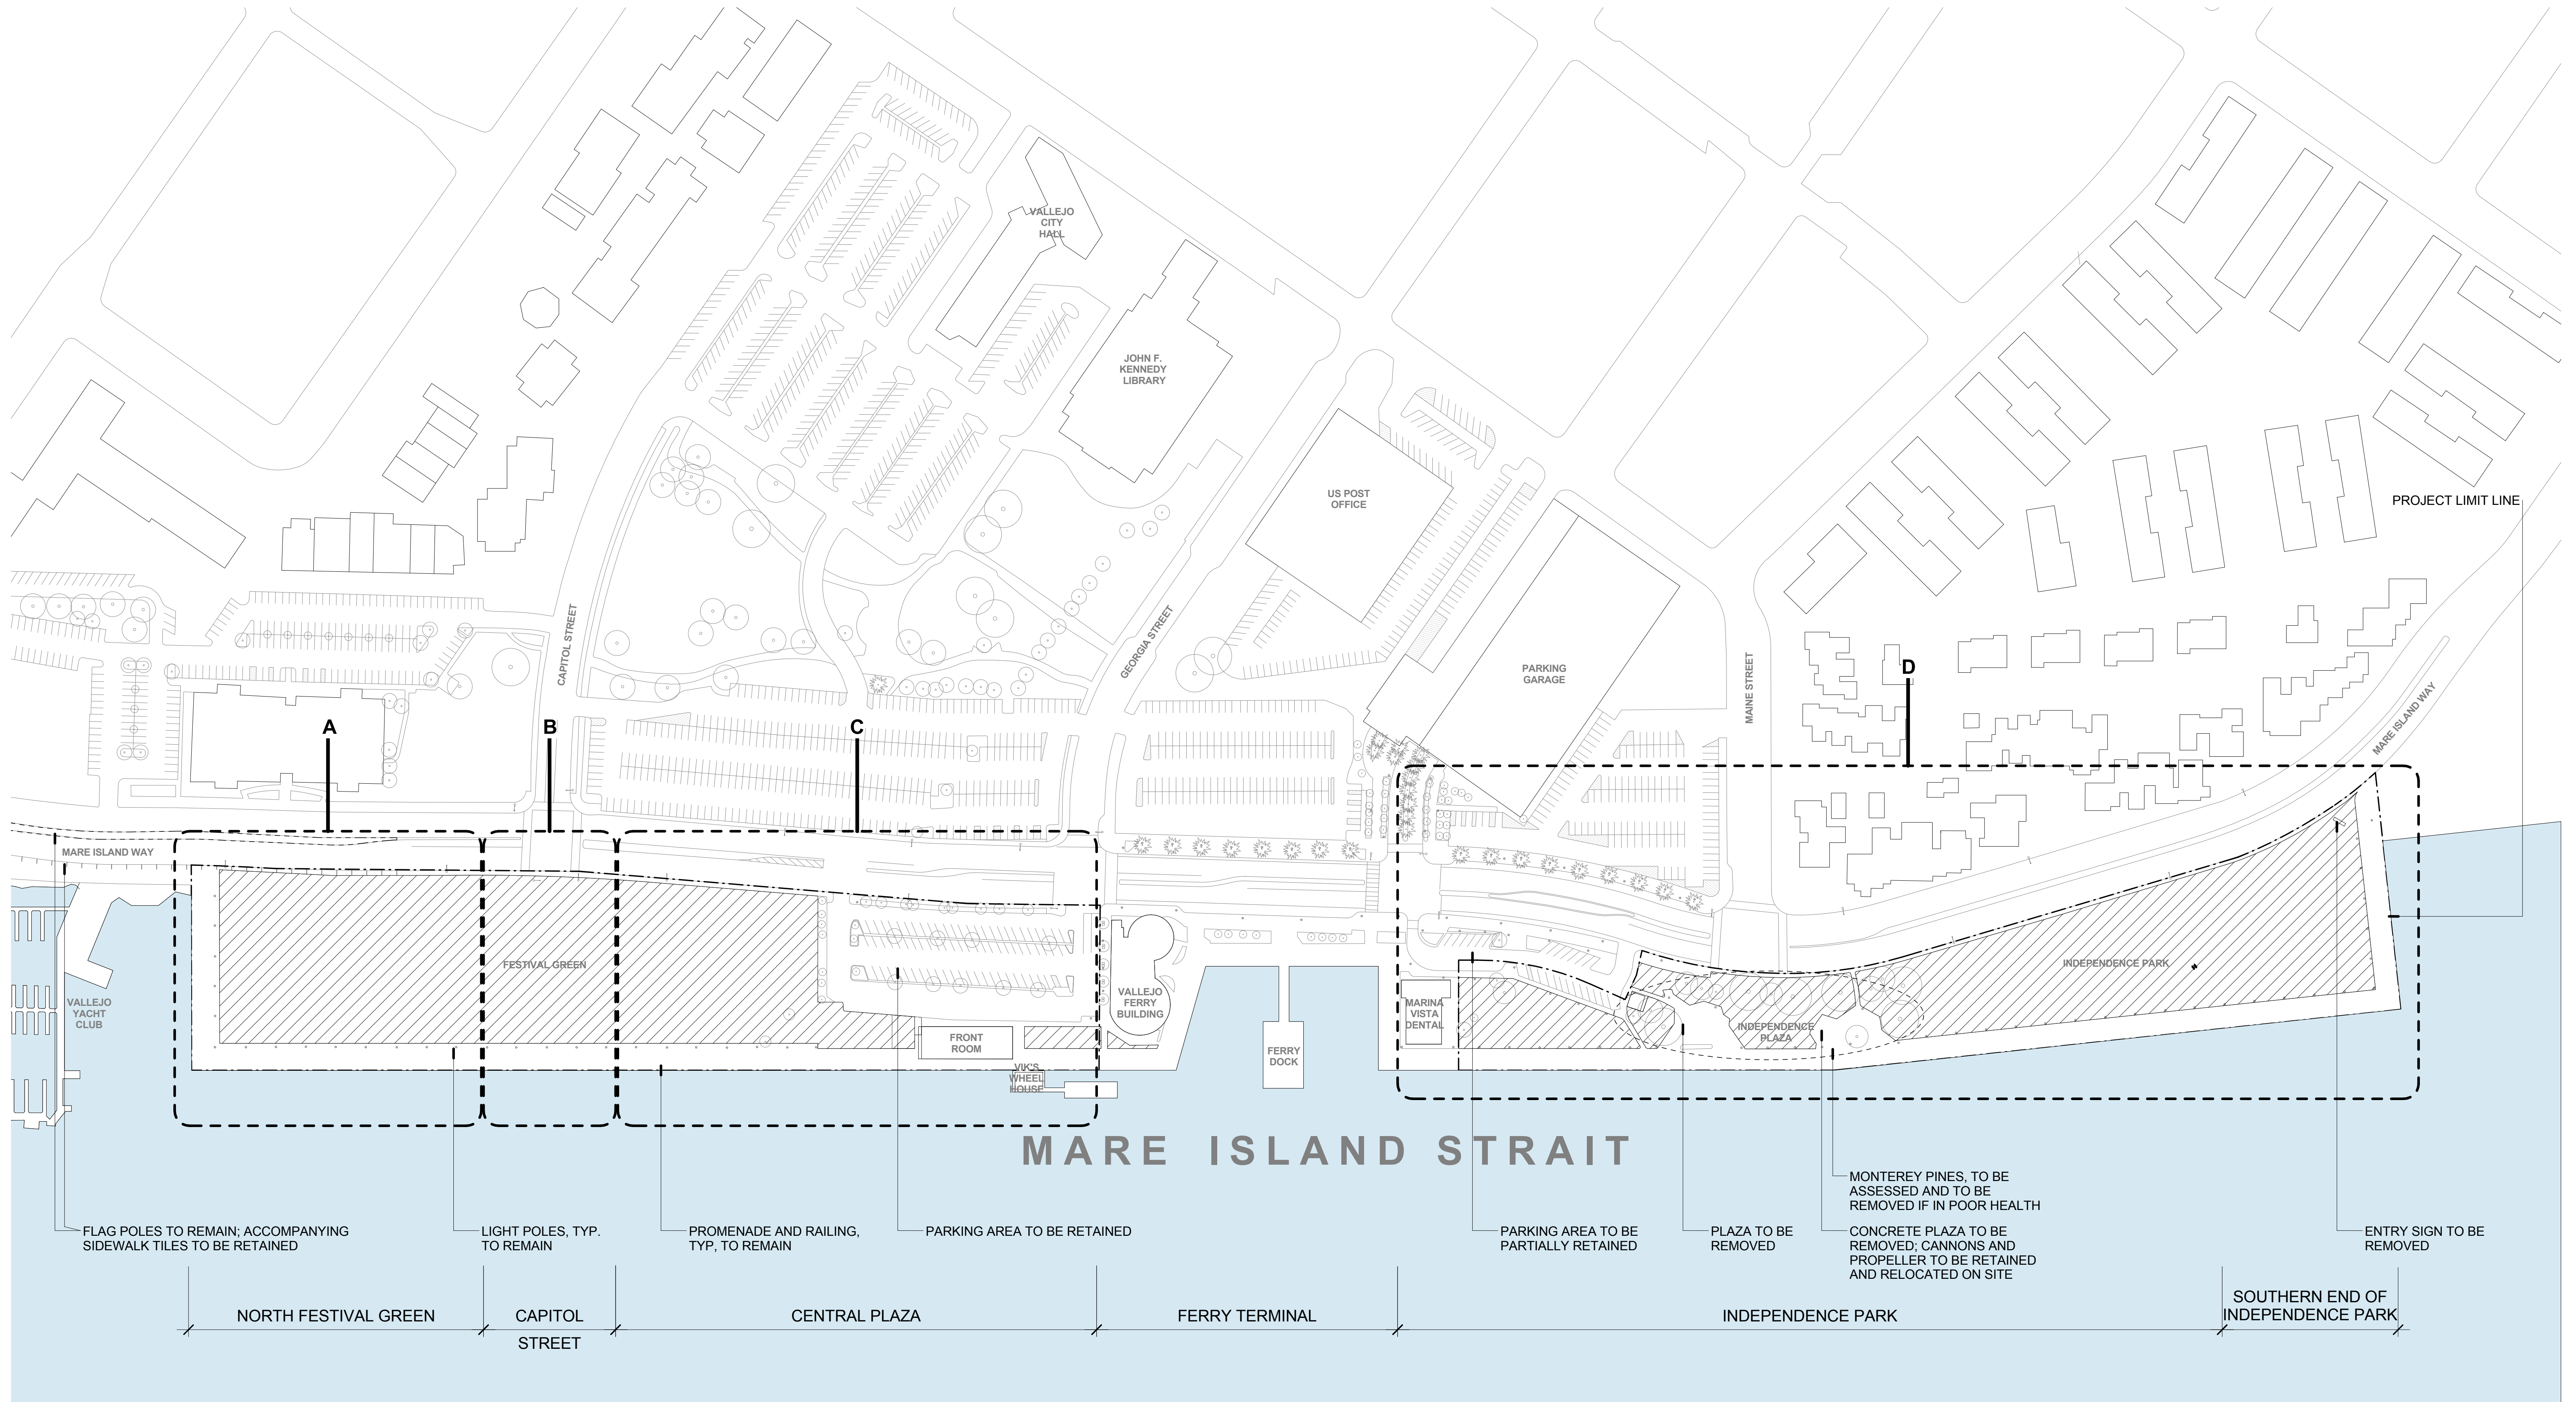 VALLEJO
CITY
HALL
JOHN F.
KENNEDY
LIBRARY
US POST
OFFICE
PROJECT LIMIT LINE
CAPITOL STREET
GEORGIA STREET
PARKING
GARAGE
MAINE STREET
D
MARE ISLAND WAY
A
B
C
MARE ISLAND WAY
FESTIVAL GREEN
INDEPENDENCE PARK
VALLEJO
YACHT
CLUB
VALLEJO
FERRY
BUILDING
MARINA
VISTA
DENTAL
INDEPENDENCE
PLAZA
FRONT
ROOM
FERRY
DOCK
VIK'S
WHEEL
HOUSE
MARE ISLAND STRAIT
MONTEREY PINES, TO BE
ASSESSED AND TO BE
REMOVED IF IN POOR HEALTH
FLAG POLES TO REMAIN; ACCOMPANYING
SIDEWALK TILES TO BE RETAINED
LIGHT POLES, TYP.
TO REMAIN
PROMENADE AND RAILING,
TYP, TO REMAIN
PARKING AREA TO BE RETAINED
PARKING AREA TO BE
PARTIALLY RETAINED
PLAZA TO BE
REMOVED
CONCRETE PLAZA TO BE
REMOVED; CANNONS AND
PROPELLER TO BE RETAINED
AND RELOCATED ON SITE
ENTRY SIGN TO BE
REMOVED
NORTH FESTIVAL GREEN
CAPITOL
STREET
CENTRAL PLAZA
FERRY TERMINAL
INDEPENDENCE PARK
SOUTHERN END OF
INDEPENDENCE PARK